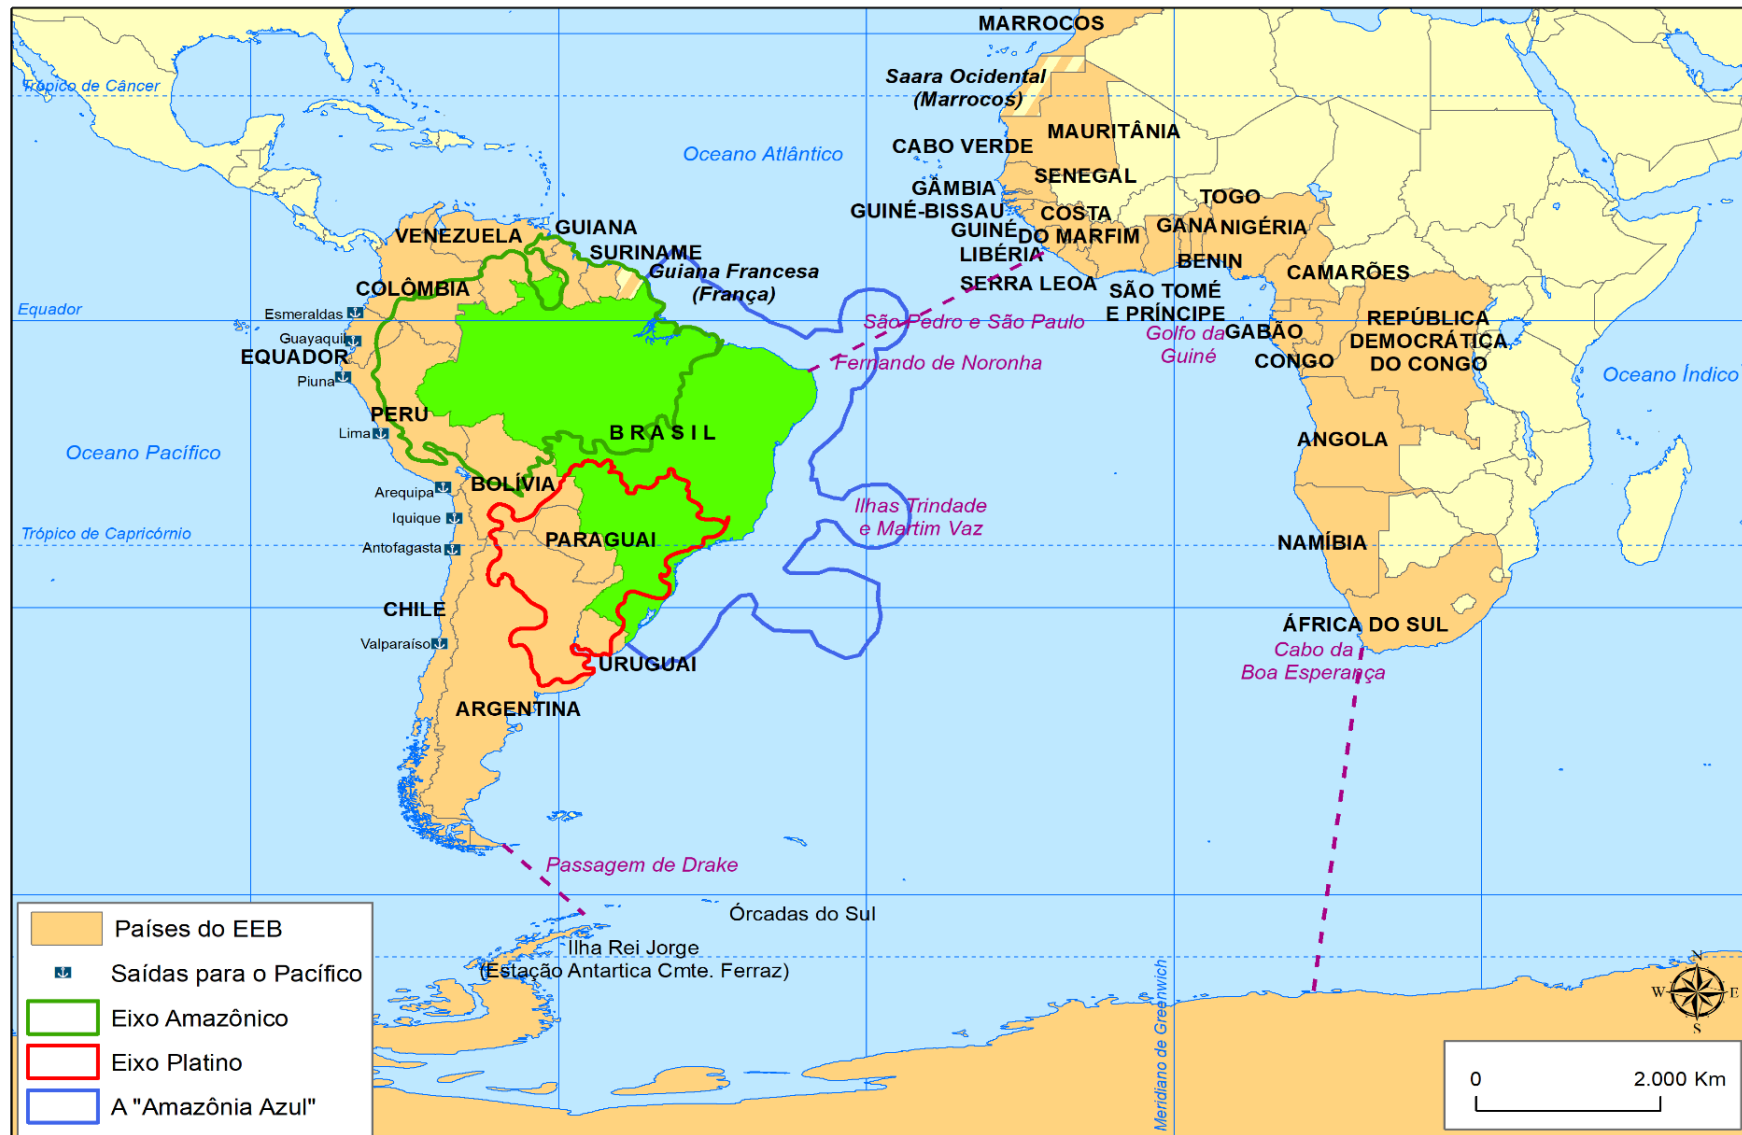 MARROCOS
Saara Ocidental
(Marrocos)
Trópico de Câncer
MAURITÂNIA
CABO VERDE
Oceano Atlântico
SENEGAL
GÂMBIA
TOGO
GUINÉ-BISSAU
COSTA
DO MARFIM
GANA
NIGÉRIA
GUINÉ
LIBÉRIA
BENIN
SERRA LEOA
CAMARÕES
VENEZUELA
GUIANA
SURINAME
Guiana Francesa
(França)
COLÔMBIA
SÃO TOMÉ
E PRÍNCIPE
Equador
Esmeraldas
Guayaqui
EQUADOR
Piuna
São Pedro e São Paulo
Fernando de Noronha
Golfo da
Guiné
GABÃO
CONGO
REPÚBLICA
DEMOCRÁTICA
DO CONGO
Oceano Índico
PERU
Lima
BRASIL
ANGOLA
Oceano Pacífico
BOLÍVIA
Arequipa
Iquique
Ilhas Trindade
e Martim Vaz
Trópico de Capricórnio
Antofagasta
PARAGUAI
NAMÍBIA
CHILE
Valparaíso
URUGUAI
ÁFRICA DO SUL
Cabo da
Boa Esperança
ARGENTINA
Passagem de Drake
Órcadas do Sul
Ilha Rei Jorge
(Estação Antartica Cmte. Ferraz)
Meridiano de Greenwich
Países do EEB
Saídas para o Pacífico
Eixo Amazônico
Eixo Platino
A "Amazônia Azul"
N
W
E
S
0
2.000 Km